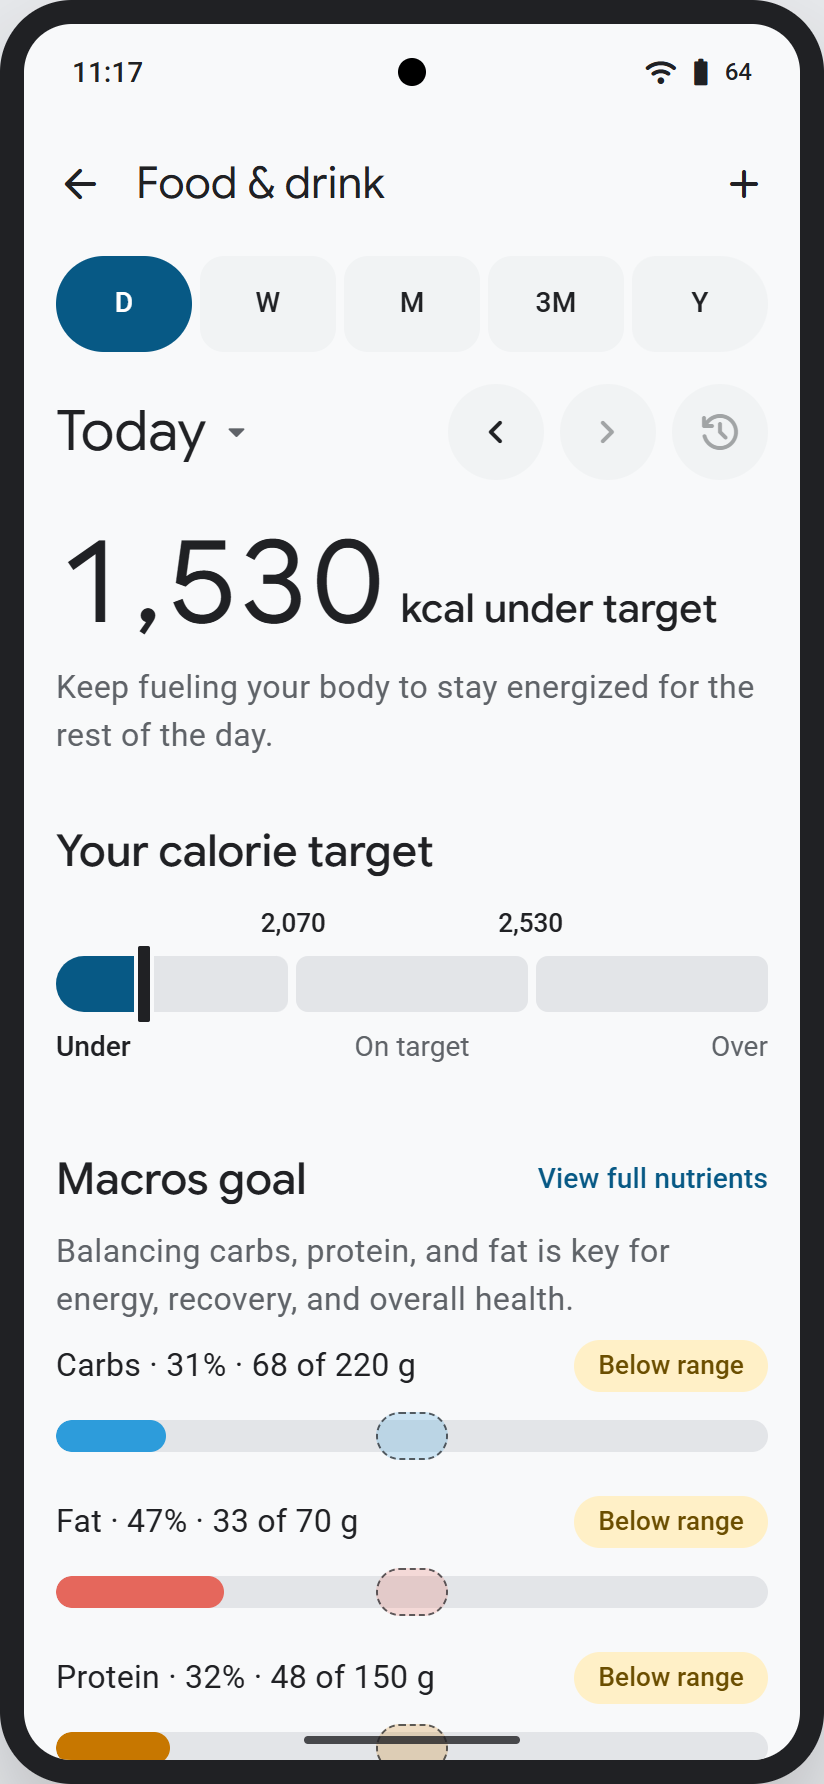 11:17
64
Food & drink
D
W
M
3M
Y
Today
1,530 kcal under target
Keep fueling your body to stay energized for the
rest of the day.
Your calorie target
2,070
2,530
Under
On target
Over
Macros goal
View full nutrients
Balancing carbs, protein, and fat is key for
energy, recovery, and overall health.
Carbs · 31% · 68 of 220 g
Below range
Fat · 47% · 33 of 70 g
Below range
Protein · 32% · 48 of 150 g
Below range